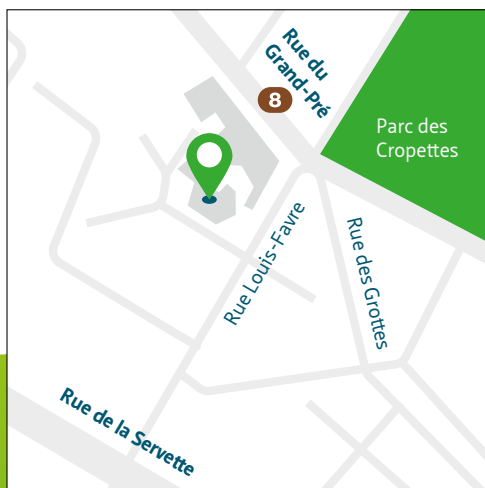 Rue du
Grand-Pré
8
Parc des
Cropettes
Rue Louis-Favre
Rue des Grottes
Rue de la Servette